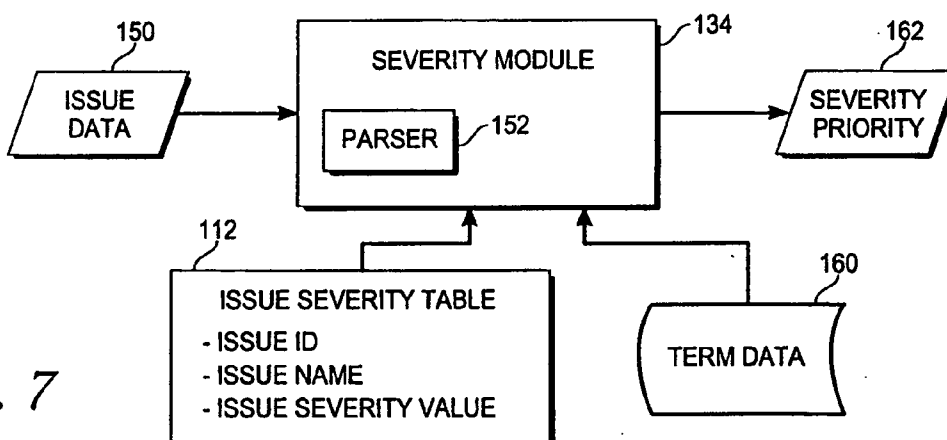 150
134
162
ISSUE
DATA
SEVERITY MODULE
PARSER
152
SEVERITY
PRIORITY
112
ISSUE SEVERITY TABLE
- ISSUE ID
- ISSUE NAME
- ISSUE SEVERITY VALUE
160
TERM DATA
. 7